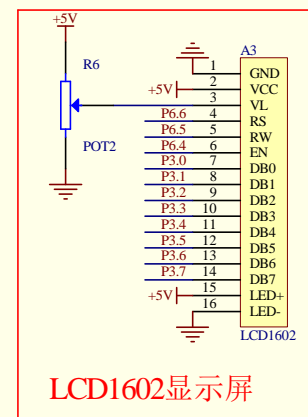 +5V
R6
POT2
A3
1 GND
+5V 2 VCC
3 VL
P6.6 4 RS
P6.5 5 RW
P6.4 6 EN
P3.0 7 DB0
P3.1 8 DB1
P3.2 9 DB2
P3.3 10 DB3
P3.4 11 DB4
P3.5 12 DB5
P3.6 13 DB6
P3.7 14 DB7
+5V 15 LED+
16 LED-
LCD1602
LCD1602显示屏